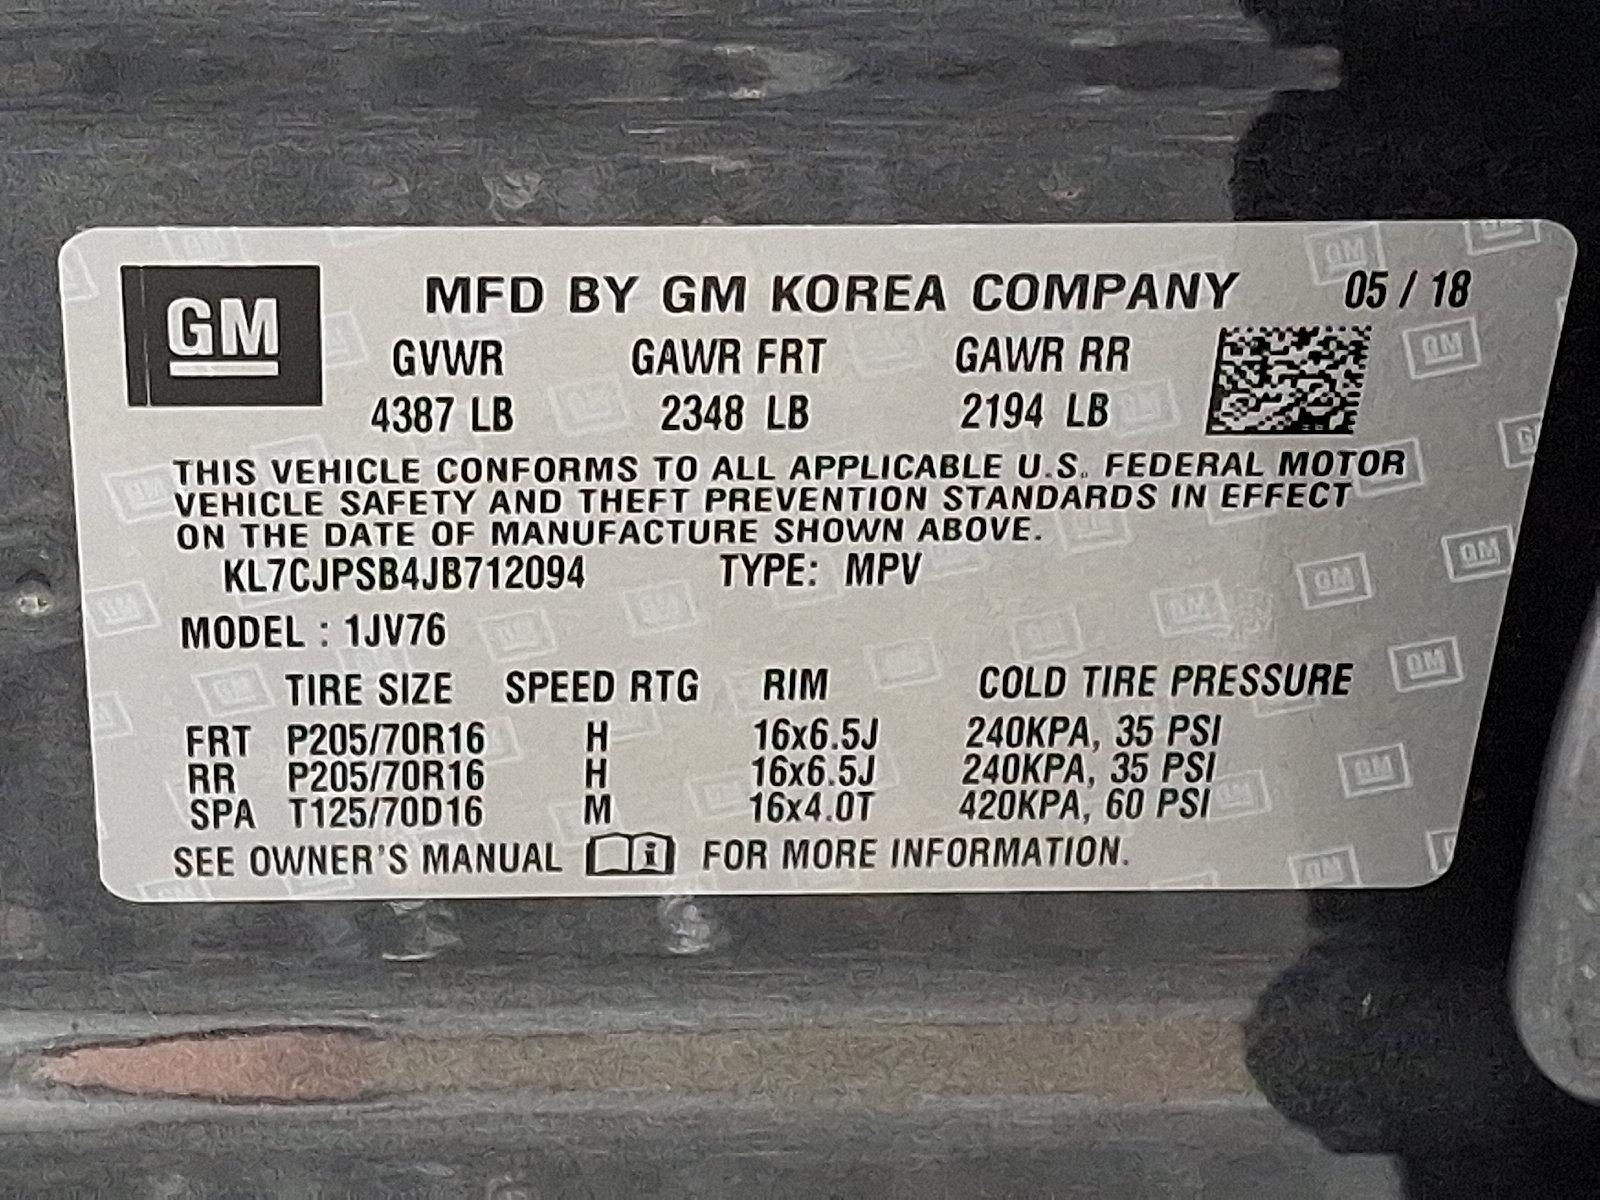 GM MFD BY GM KOREA COMPANY 05 / 18
GVWR GAWR FRT GAWR RR
4387 LB 2348 LB 2194 LB
THIS VEHICLE CONFORMS TO ALL APPLICABLE U.S. FEDERAL MOTOR
VEHICLE SAFETY AND THEFT PREVENTION STANDARDS IN EFFECT
ON THE DATE OF MANUFACTURE SHOWN ABOVE.
KL7CJPSB4JB712094 TYPE: MPV
MODEL : 1JV76
TIRE SIZE SPEED RTG RIM COLD TIRE PRESSURE
FRT P205/70R16 H 16x6.5J 240KPA, 35 PSI
RR P205/70R16 H 16x6.5J 240KPA, 35 PSI
SPA T125/70D16 M 16x4.0T 420KPA, 60 PSI
SEE OWNER'S MANUAL i FOR MORE INFORMATION.